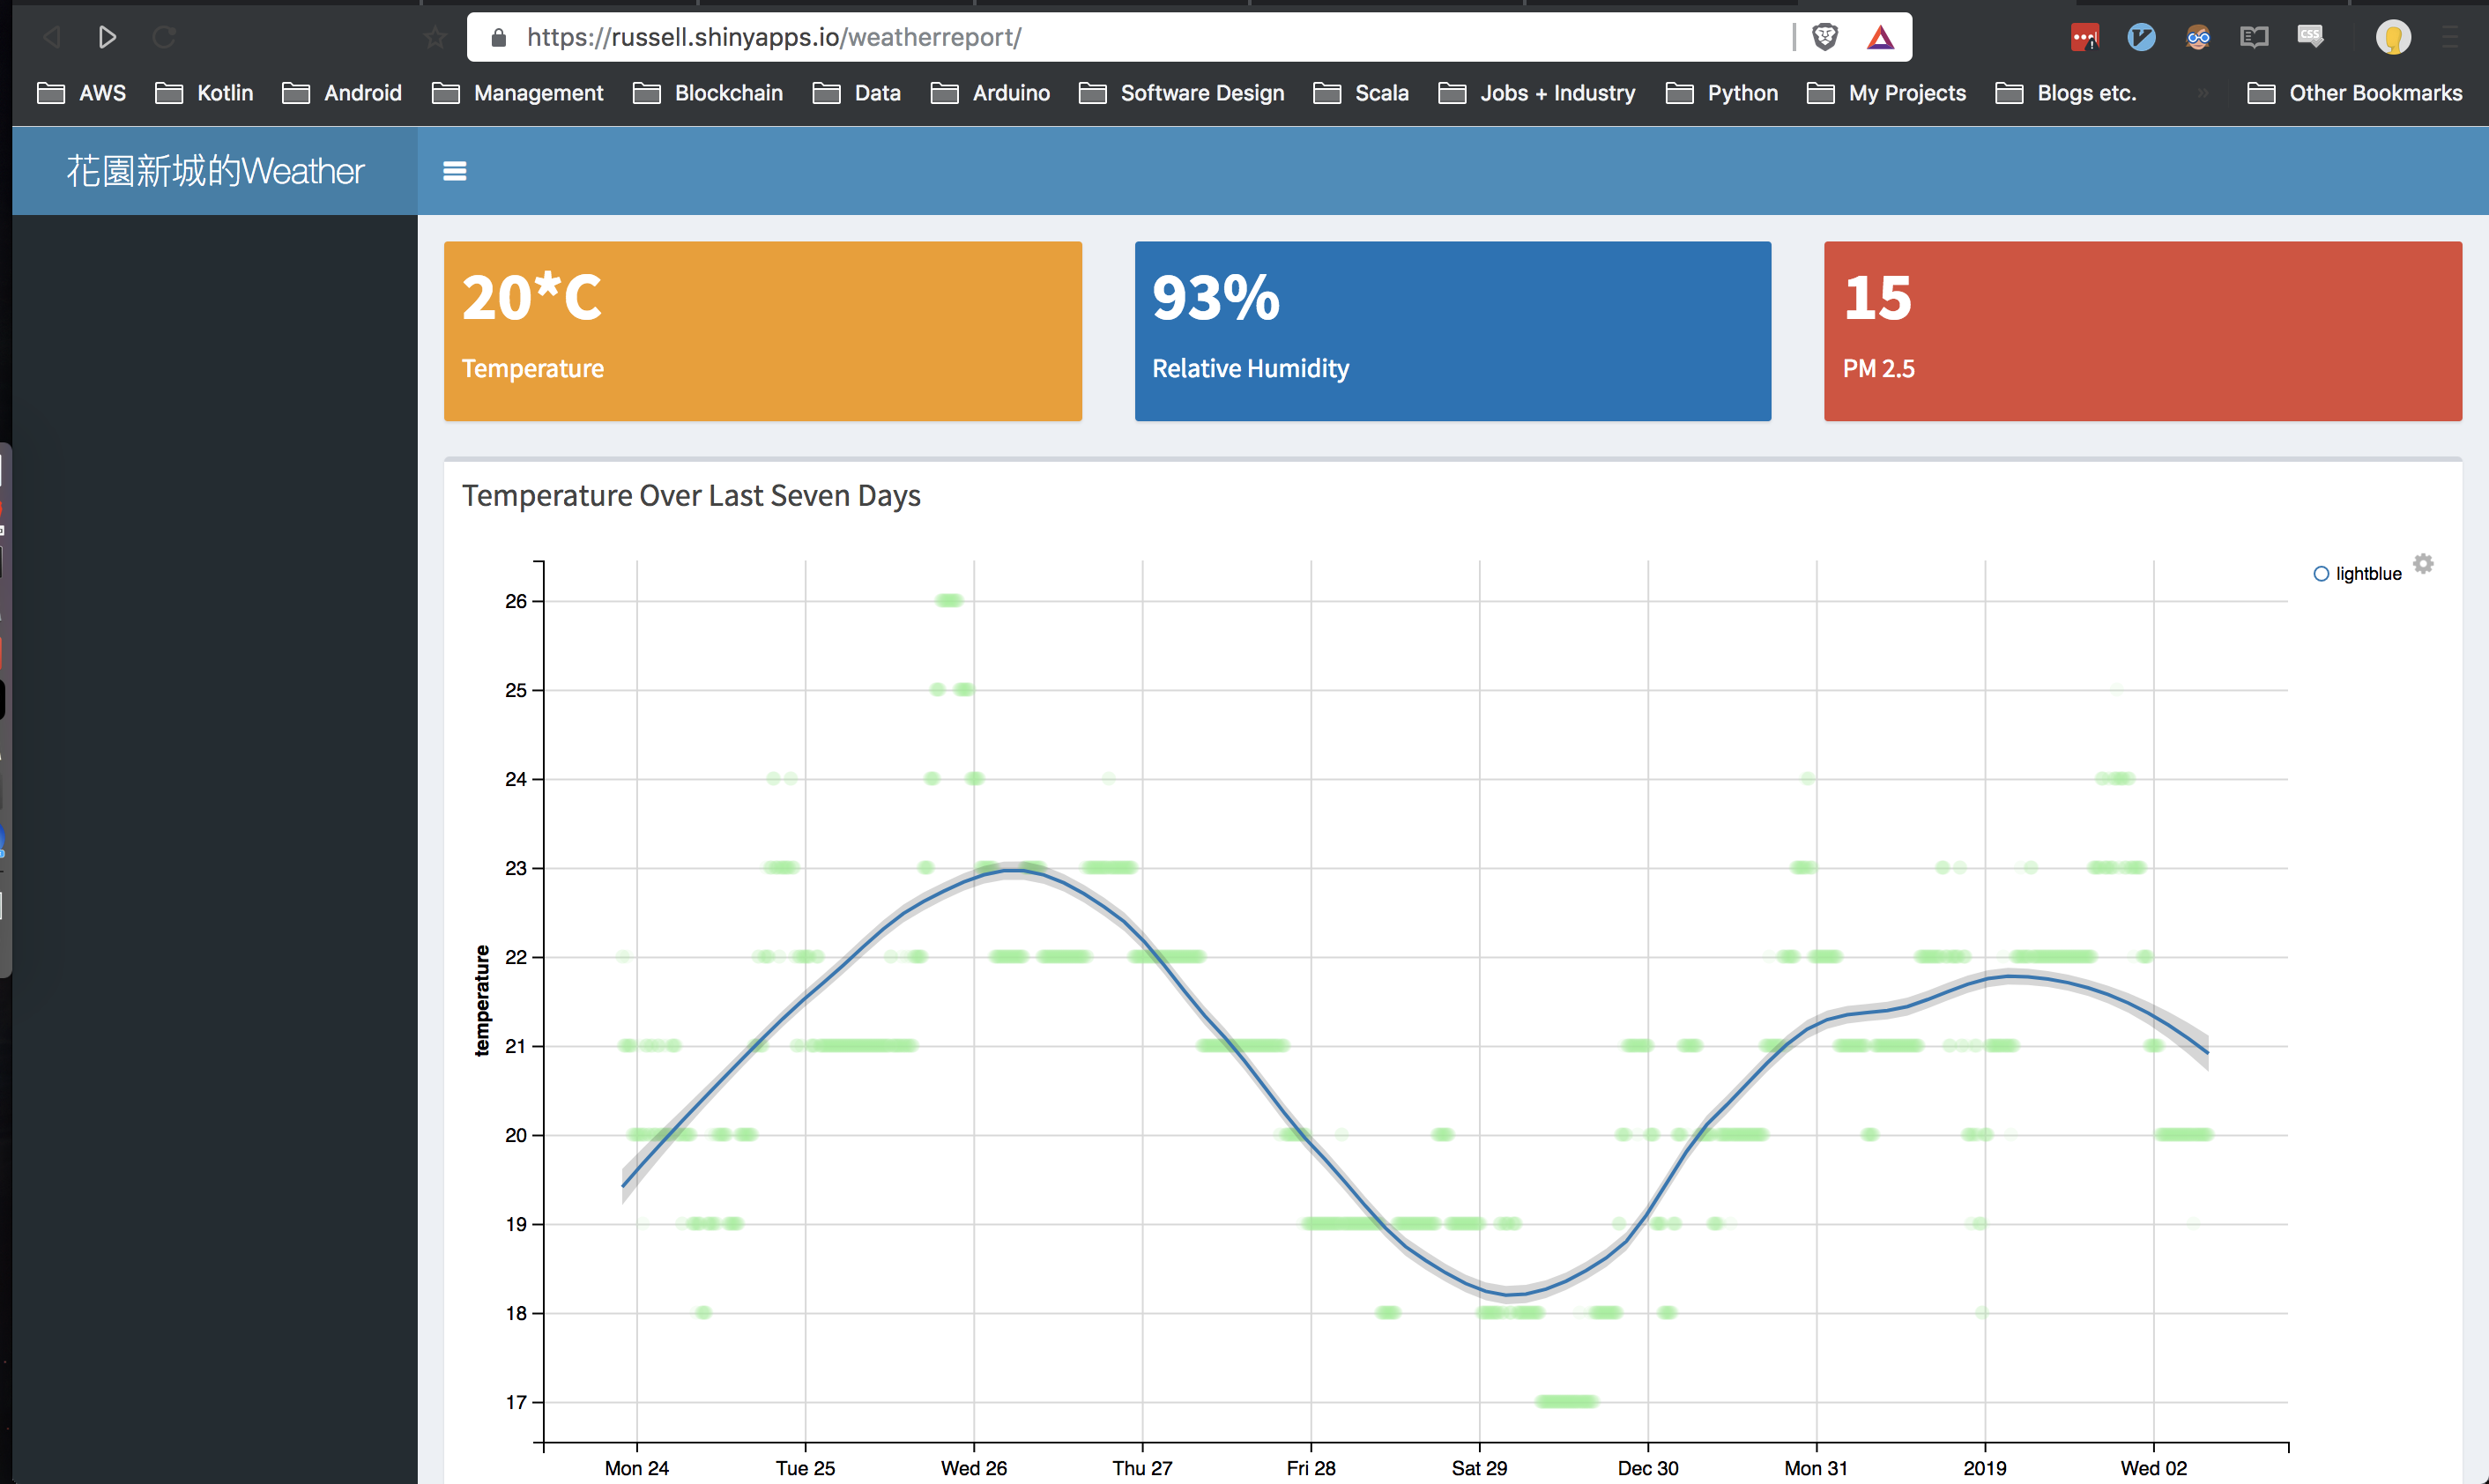 https://russell.shinyapps.io/weatherreport/
CSS
AWS Kotlin Android Management Blockchain Data Arduino Software Design Scala Jobs + Industry Python My Projects Blogs etc. » Other Bookmarks
花園新城的Weather
20*C
Temperature
93%
Relative Humidity
15
PM 2.5
Temperature Over Last Seven Days
lightblue
26
25
24
23
22
21
20
19
18
17
temperature
Mon 24 Tue 25 Wed 26 Thu 27 Fri 28 Sat 29 Dec 30 Mon 31 2019 Wed 02